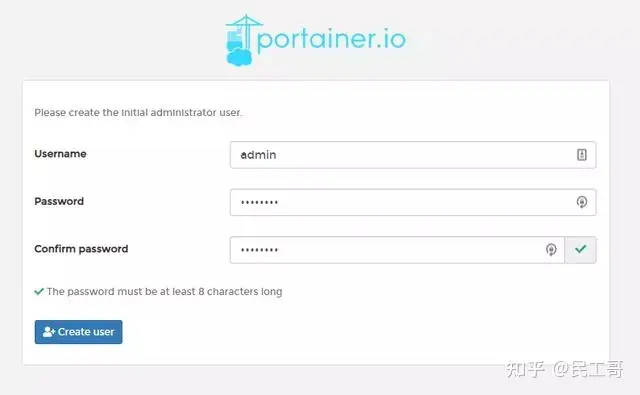 portainer.io
Please create the initial administrator user.
Username
admin
Password
••••••••
Confirm password
••••••••
The password must be at least 8 characters long
Create user
知乎 @民工哥